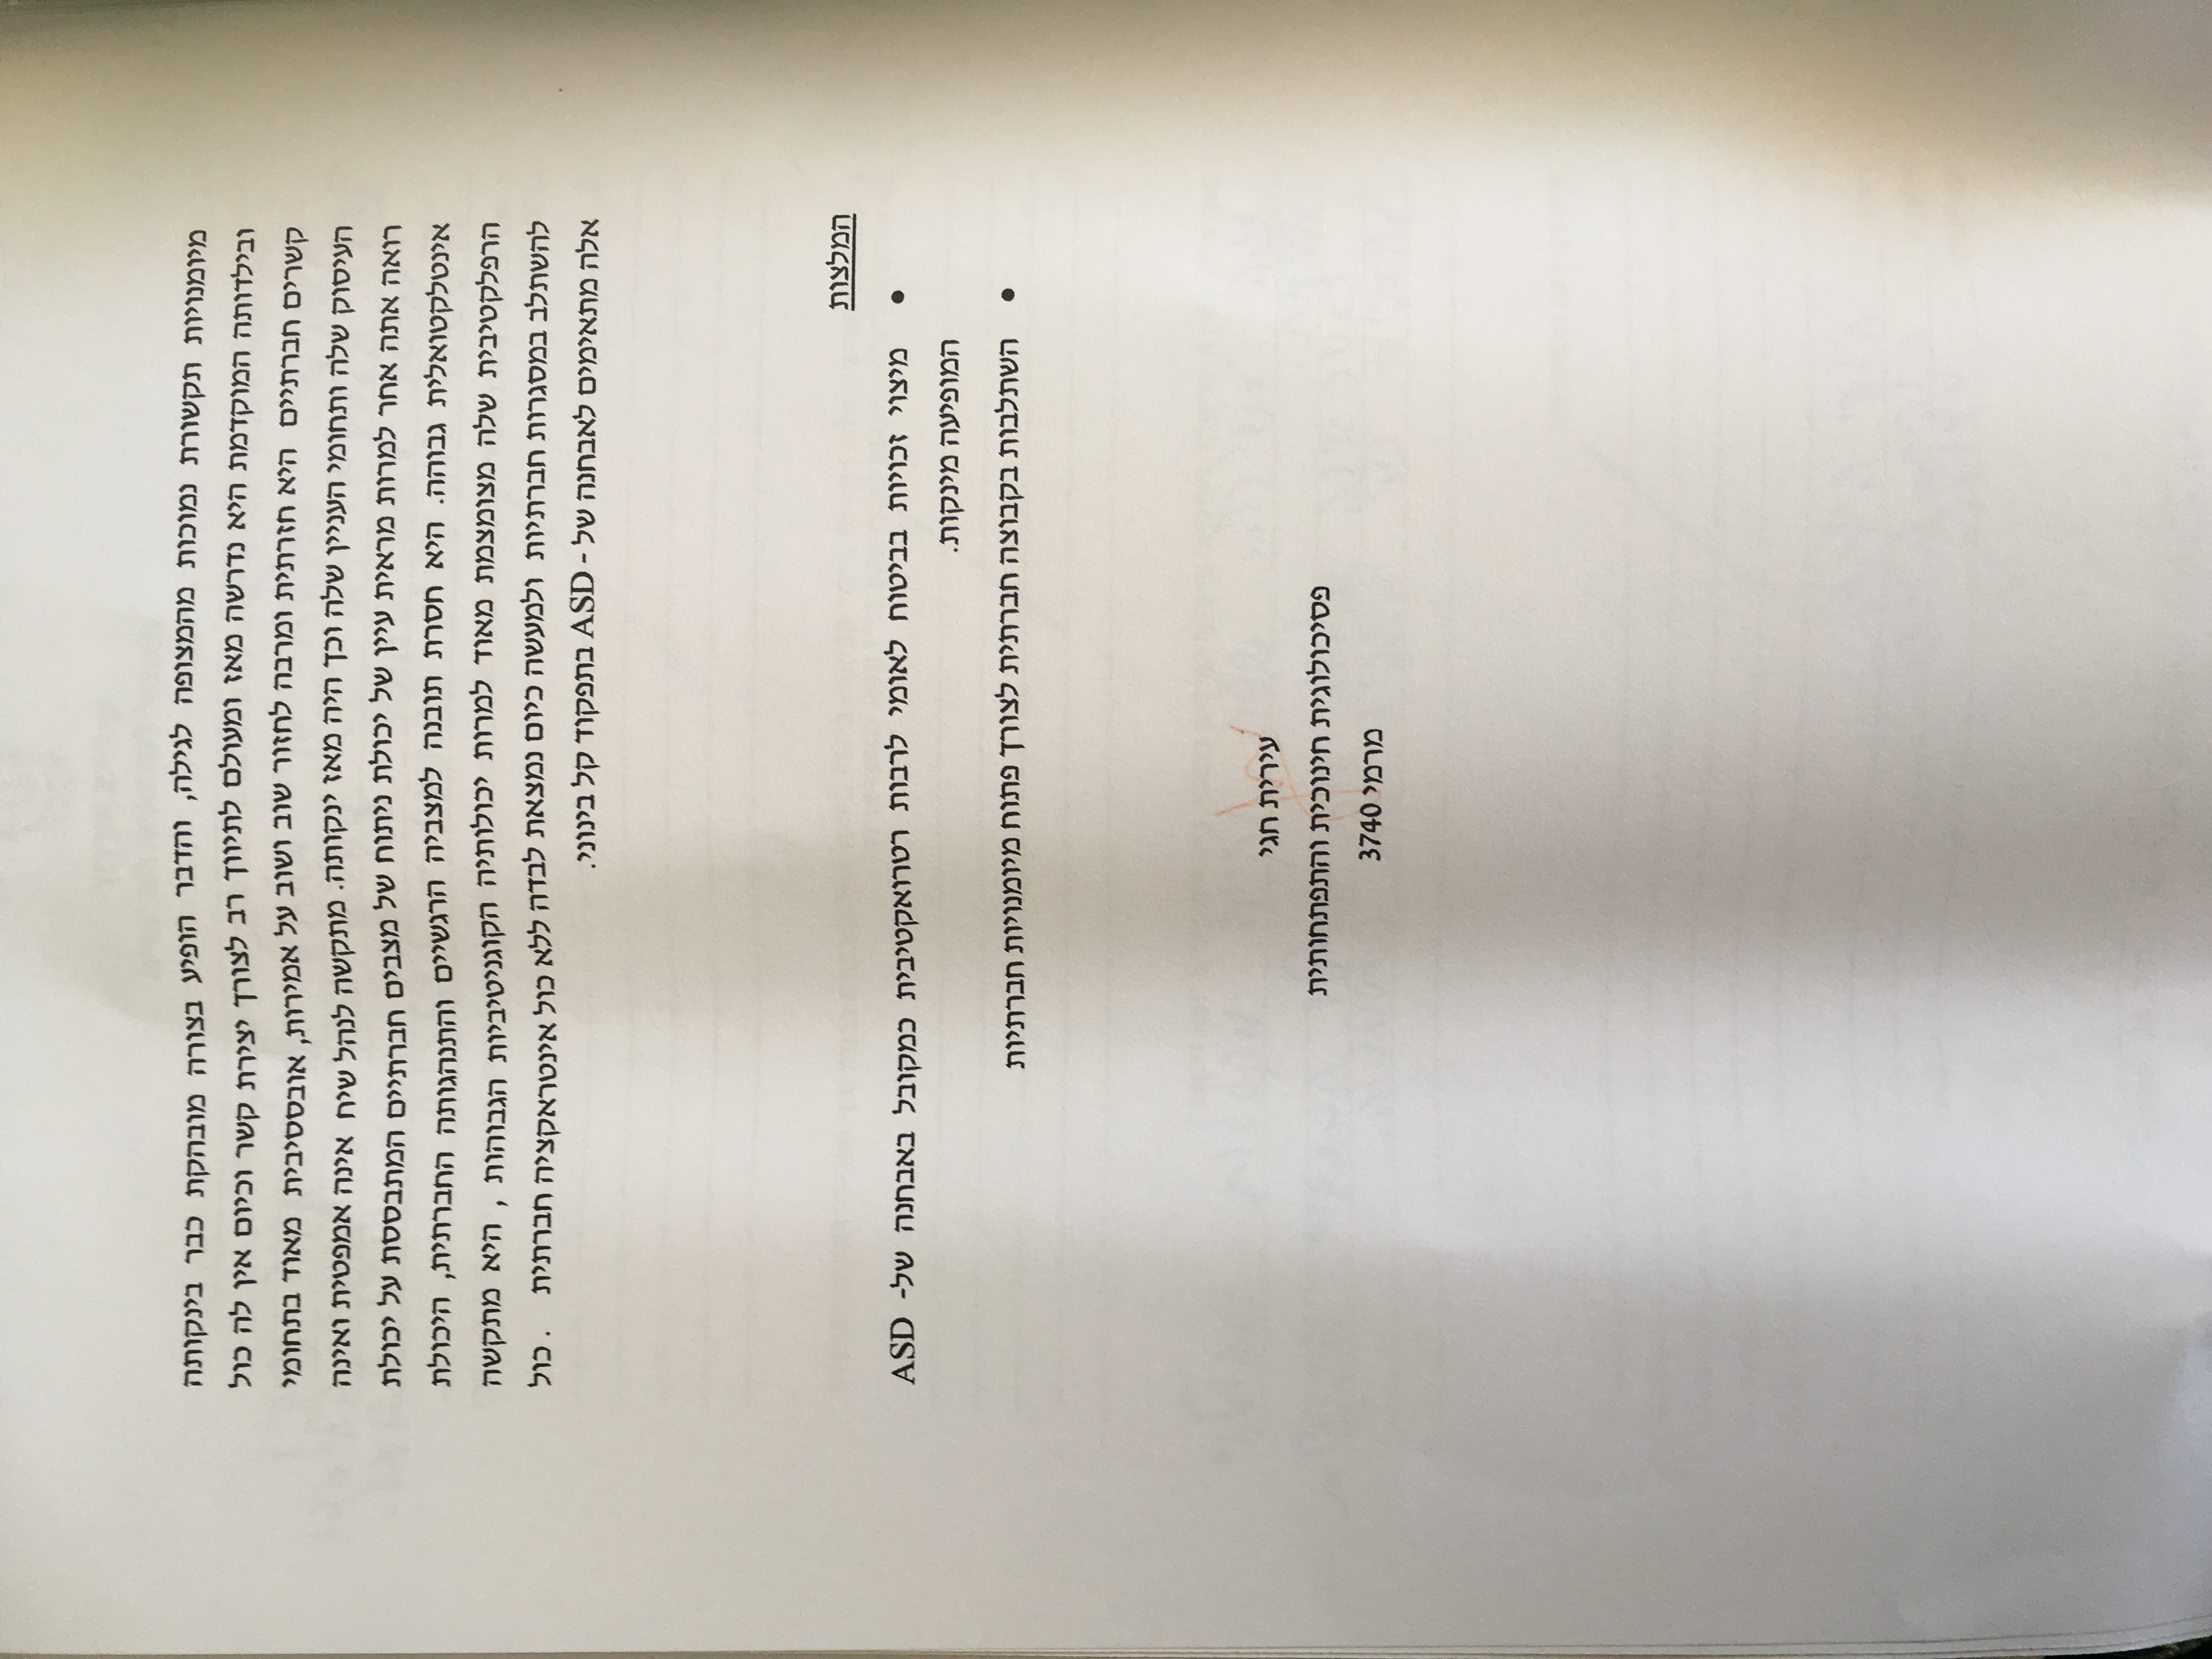 מיומנויות תקשורת נמוכות מהמצופה לגילה, והדבר הופיע בצורה מובהקת כבר בינקותה
ובילדותה המוקדמת היא נדרשה מאז ומעולם לתיווך רב לצורך יצירת קשר וכיום אין לה כול
קשרים חברתיים היא חזרתית ומרבה לחזור שוב ושוב על אמירות, אובססיבית מאוד בתחומי
העיסוק שלה ותחומי העניין שלה וכך היה מאז ינקותה. מתקשה לנהל שיח אינה אמפטית ואינה
רואה אתה אחר למרות מראית עיין של יכולת ניתוח של מצבים חברתיים המתבססת על יכולת
אינטלקטואלית גבוהה. היא חסרת תובנה למצביה הרגשיים והתנהגותה החברתית, היכולת
הרפלקטיבית שלה מצומצמת מאוד למרות יכולותיה הקוגניטיביות הגבוהות , היא מתקשה
להשתלב במסגרות חברתיות ולמעשה כיום נמצאת לבדה ללא כול אינטראקציה חברתית . כול
אלה מתאימים לאבחנה של - ASD בתפקוד קל בינוני.
המלצות
• מיצוי זכויות בביטוח לאומי לרבות רטרואקטיבית כמקובל באבחנה של- ASD
המופיעה מינקות.
• השתלבות בקבוצה חברתית לצורך פתוח מיומנויות חברתיות
עירית חגי
פסיכולוגית חינוכית והתפתחותית
מרמי 3740